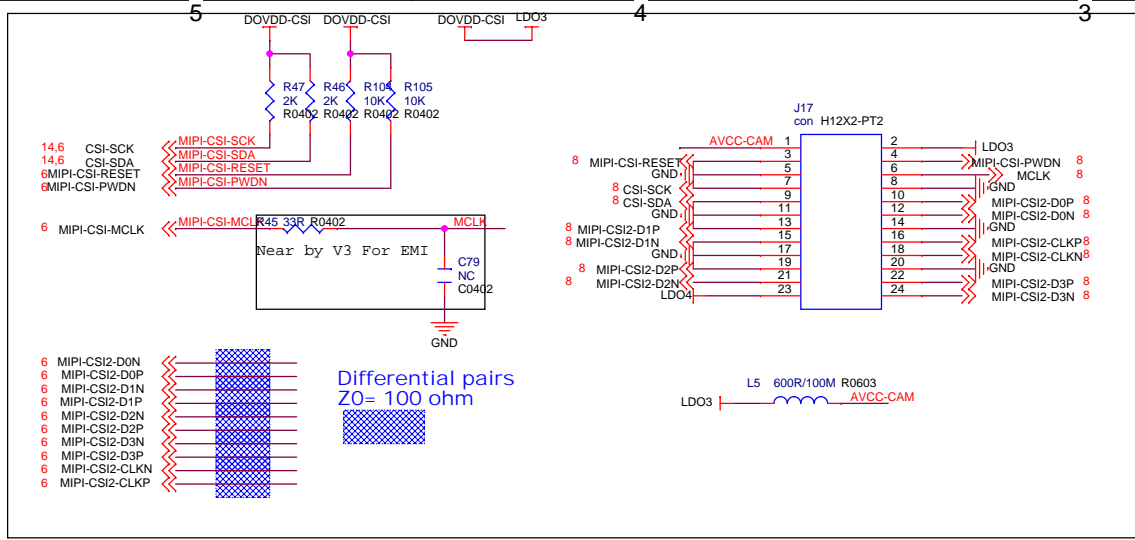 5
4
3
DOVDD-CSI
DOVDD-CSI
DOVDD-CSI
LDO3
R47
2K
R0402
R46
2K
R0402
R104
10K
R0402
R105
10K
R0402
14,6 CSI-SCK
MIPI-CSI-SCK
14,6 CSI-SDA
MIPI-CSI-SDA
6 MIPI-CSI-RESET
MIPI-CSI-RESET
6 MIPI-CSI-PWDN
MIPI-CSI-PWDN
6 MIPI-CSI-MCLK
MIPI-CSI-MCLK
R45 33R R0402
MCLK
Near by V3 For EMI
C79
NC
C0402
GND
6 MIPI-CSI2-D0N
6 MIPI-CSI2-D0P
6 MIPI-CSI2-D1N
6 MIPI-CSI2-D1P
6 MIPI-CSI2-D2N
6 MIPI-CSI2-D2P
6 MIPI-CSI2-D3N
6 MIPI-CSI2-D3P
6 MIPI-CSI2-CLKN
6 MIPI-CSI2-CLKP
Differential pairs
Z0= 100 ohm
J17
con H12X2-PT2
AVCC-CAM 1
8 MIPI-CSI-RESET 3
GND 5
8 CSI-SCK 7
8 CSI-SDA 9
GND 11
8 MIPI-CSI2-D1P 13
8 MIPI-CSI2-D1N 15
GND 17
8 MIPI-CSI2-D2P 19
8 MIPI-CSI2-D2N 21
LDO4 23
2 LDO3
4 MIPI-CSI-PWDN 8
6 MCLK 8
8 GND
10 MIPI-CSI2-D0P 8
12 MIPI-CSI2-D0N 8
14 GND
16 MIPI-CSI2-CLKP 8
18 MIPI-CSI2-CLKN 8
20 GND
22 MIPI-CSI2-D3P 8
24 MIPI-CSI2-D3N 8
L5 600R/100M R0603
LDO3
AVCC-CAM